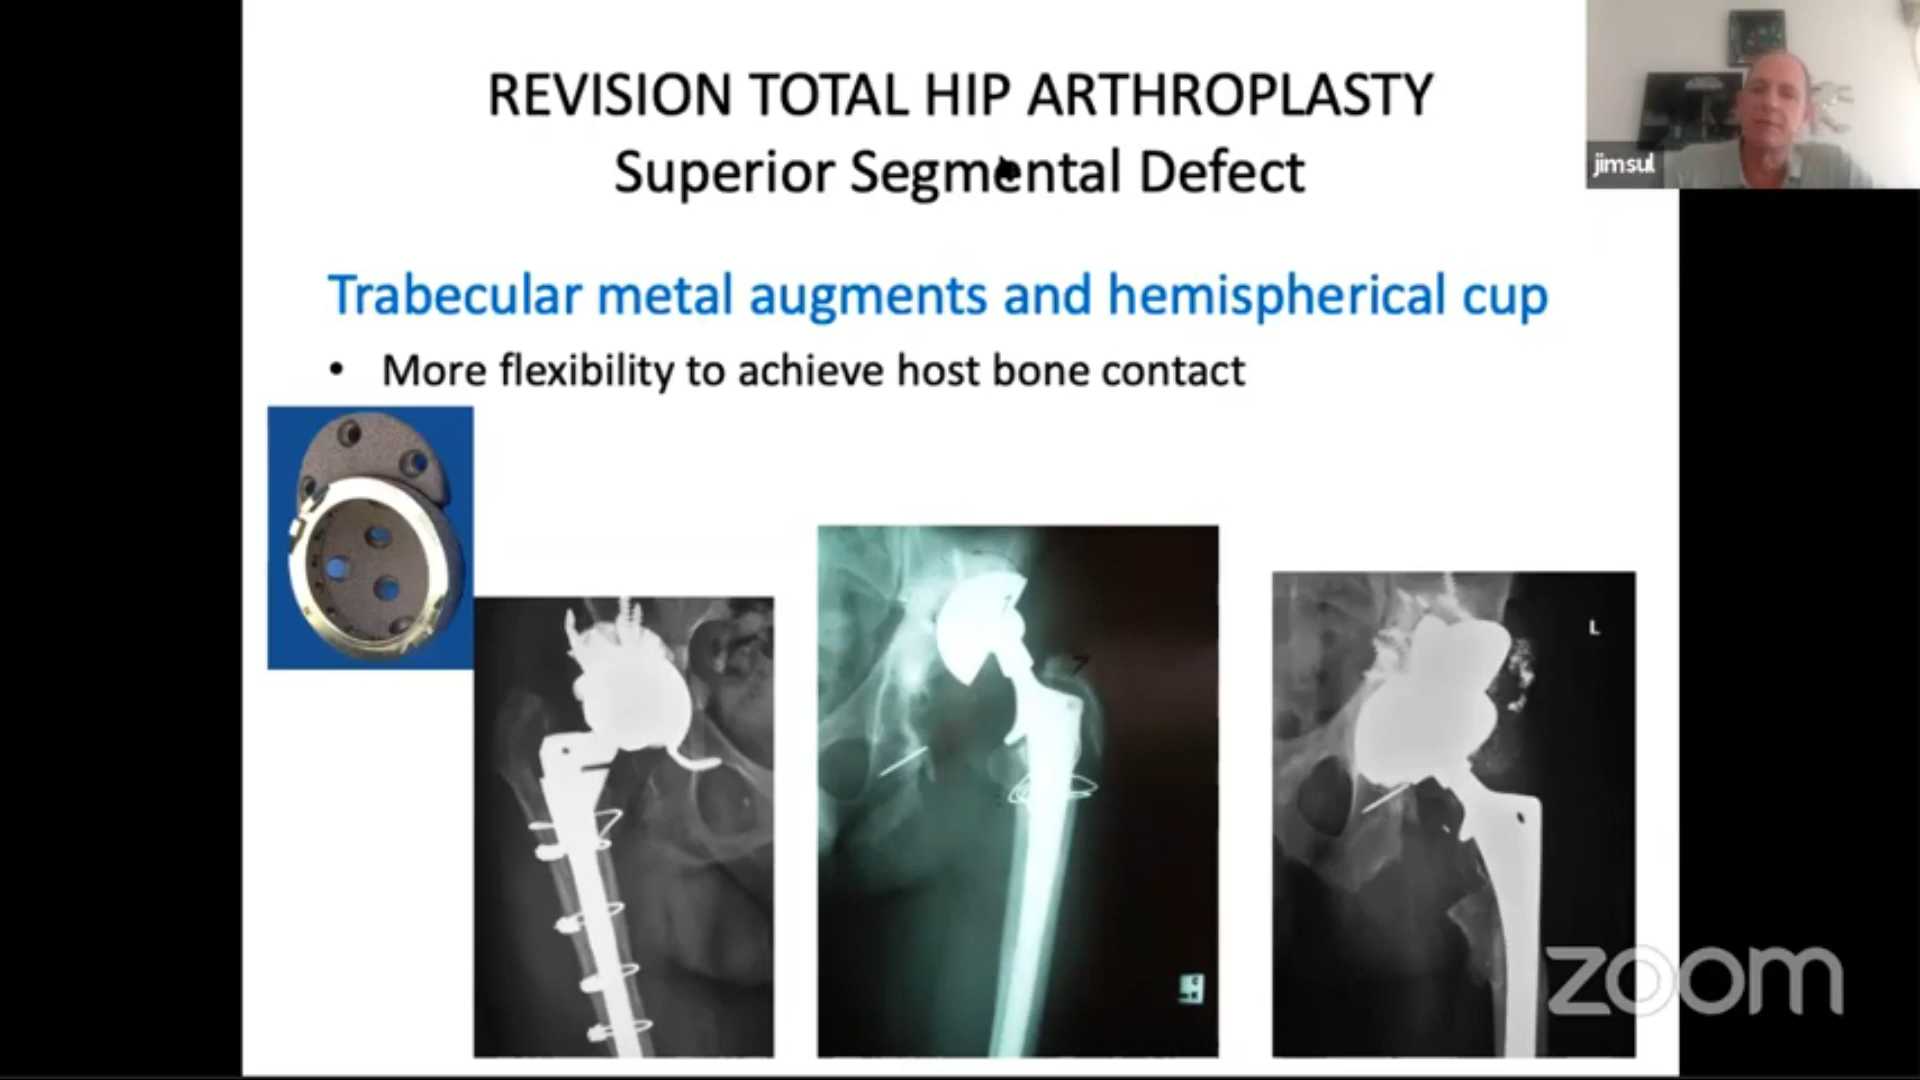 REVISION TOTAL HIP ARTHROPLASTY
Superior Segmental Defect
jimsul
Trabecular metal augments and hemispherical cup
• More flexibility to achieve host bone contact
L
zoom